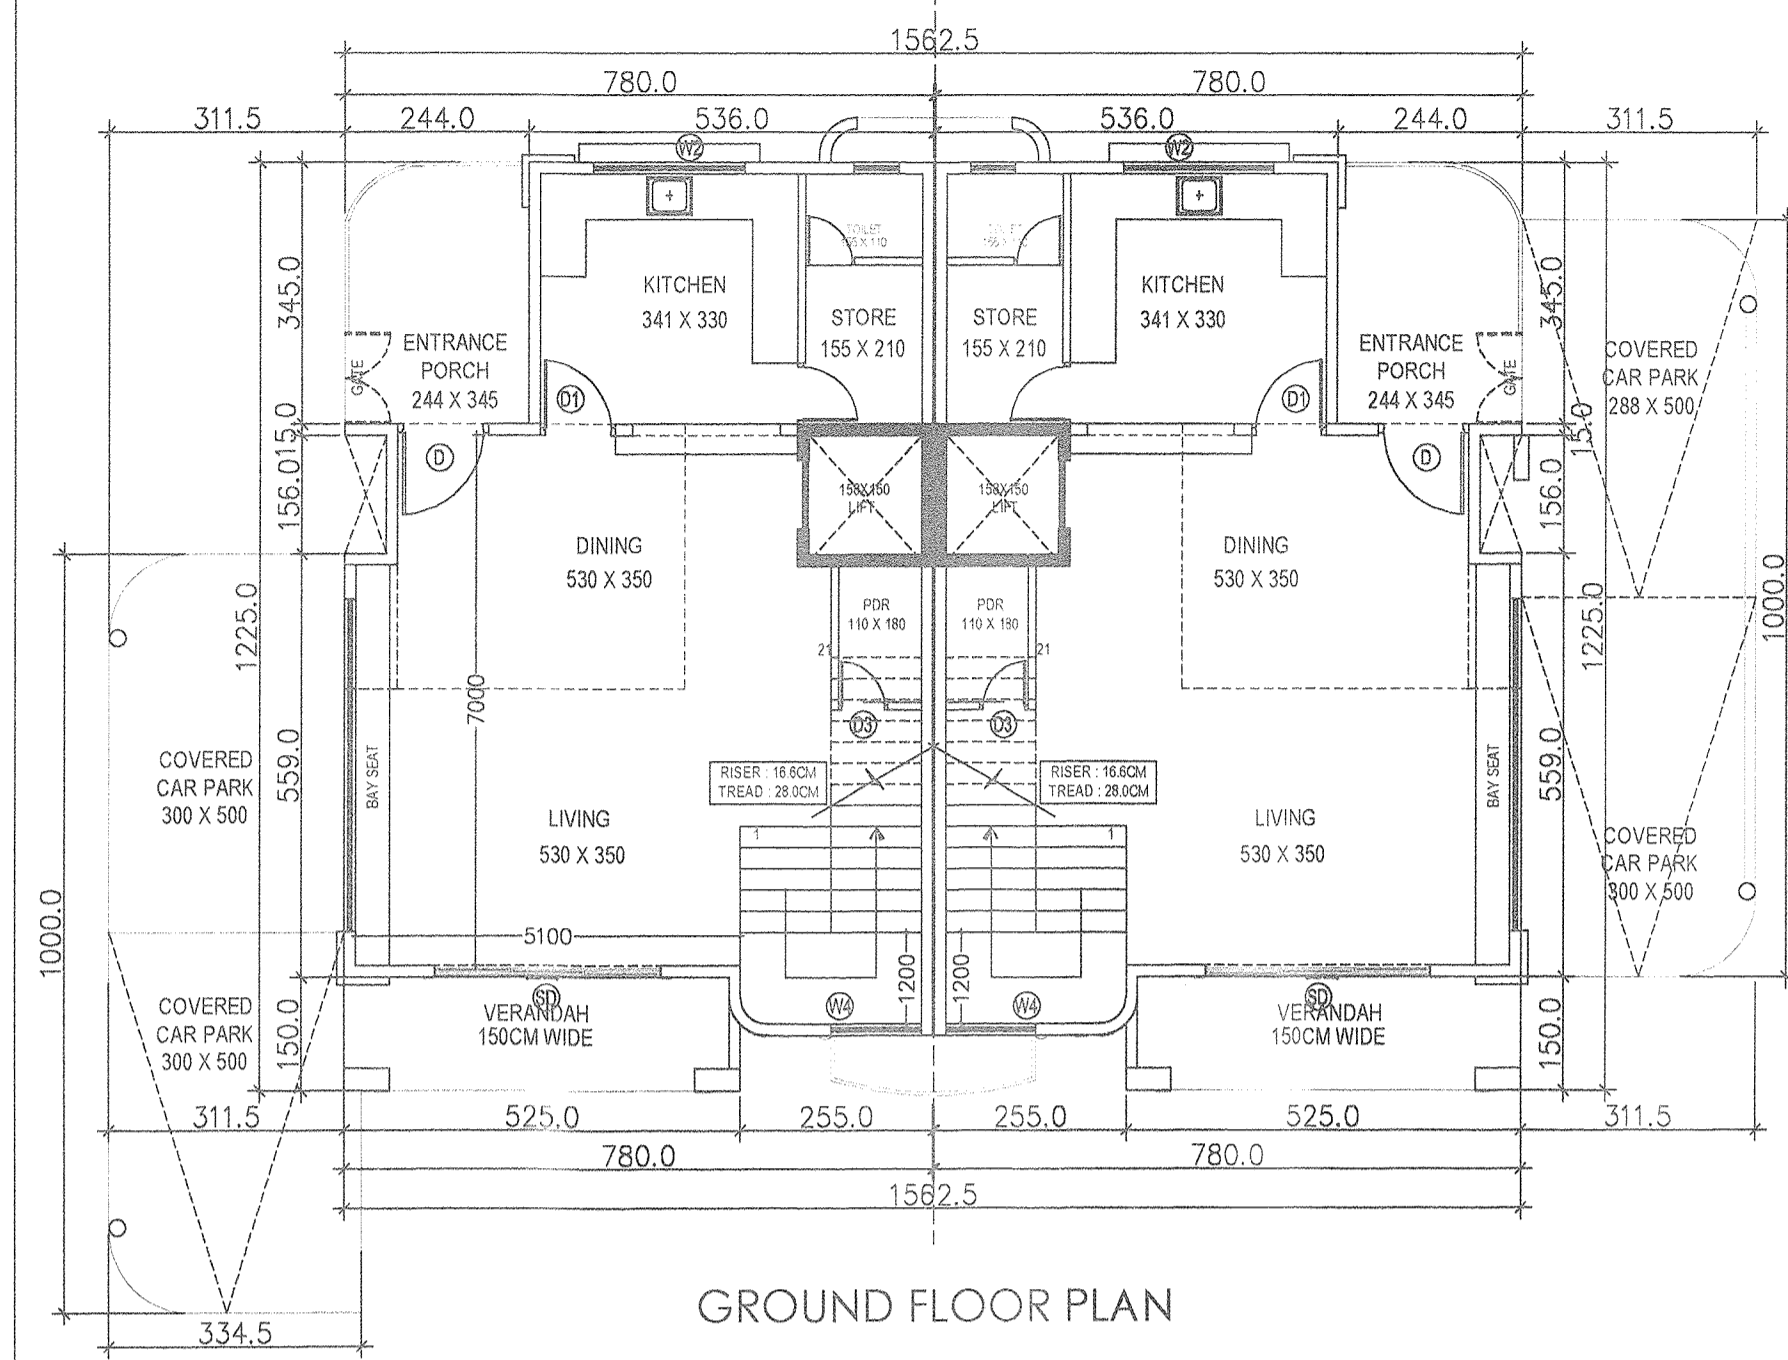 1562.5
780.0 780.0
311.5 244.0 536.0 536.0 244.0 311.5
W2 W2
TOILET
155 X 110
KITCHEN
341 X 330
STORE
155 X 210
STORE
155 X 210
KITCHEN
341 X 330
345.0
345.0
ENTRANCE
PORCH
244 X 345
GATE
ENTRANCE
PORCH
244 X 345
GATE
COVERED
CAR PARK
288 X 500
D1 D1
15.0
15.0
D D
156.0
156.0
158X150
LIFT
158X150
LIFT
DINING
530 X 350
DINING
530 X 350
1225.0
1225.0
1000.0
PDR
110 X 180
PDR
110 X 180
21 21
7000
D3 D3
COVERED
CAR PARK
300 X 500
559.0
BAY SEAT
RISER : 16.6CM
TREAD : 28.0CM
RISER : 16.6CM
TREAD : 28.0CM
BAY SEAT
559.0
LIVING
530 X 350
LIVING
530 X 350
1 1
COVERED
CAR PARK
300 X 500
1000.0
5100
1200 1200
SD W4 W4 SD
COVERED
CAR PARK
300 X 500
150.0
VERANDAH
150CM WIDE
VERANDAH
150CM WIDE
150.0
311.5 525.0 255.0 255.0 525.0 311.5
780.0 780.0
1562.5
GROUND FLOOR PLAN
334.5